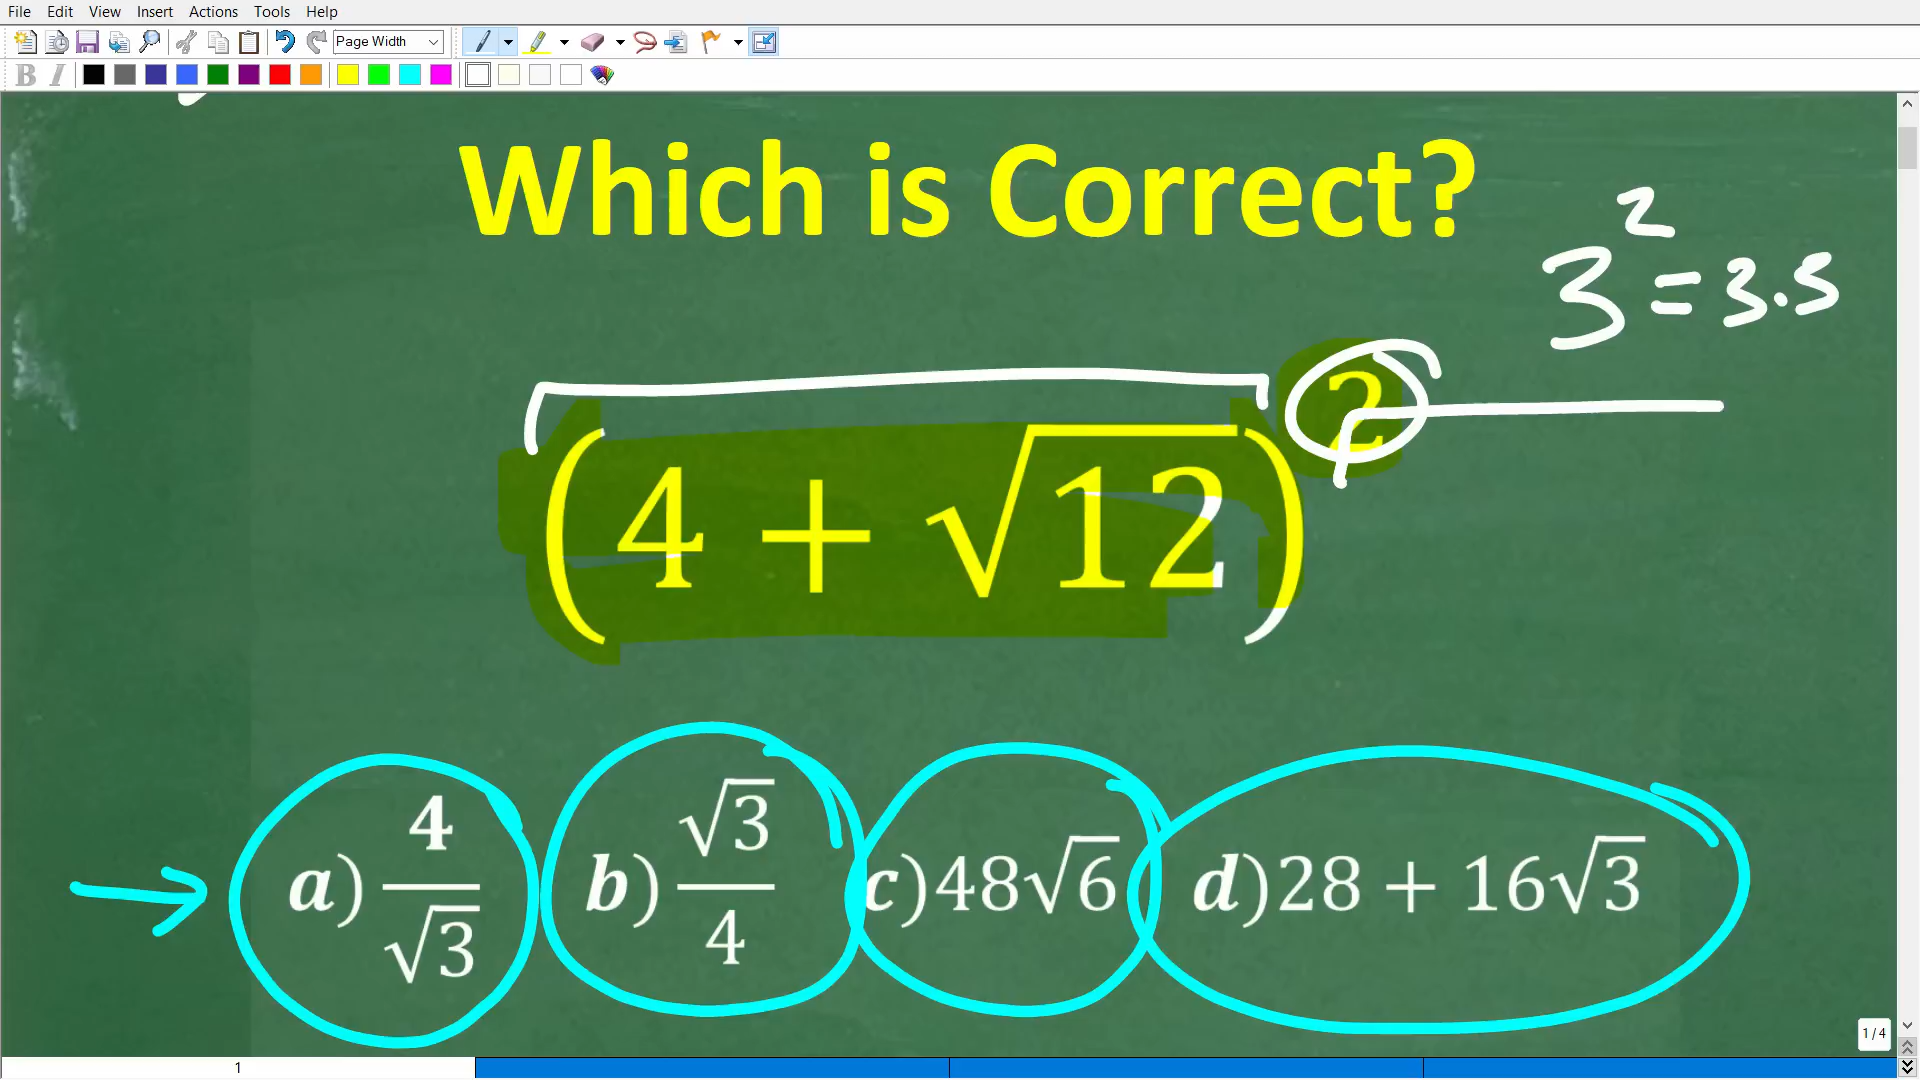 File Edit View Insert Actions Tools Help
Page Width
B I
Which is Correct?
3² = 3·3
(4 + √12)²
a) 4/√3 b) √3/4 c)48√6 d)28 + 16√3
1 / 4
1